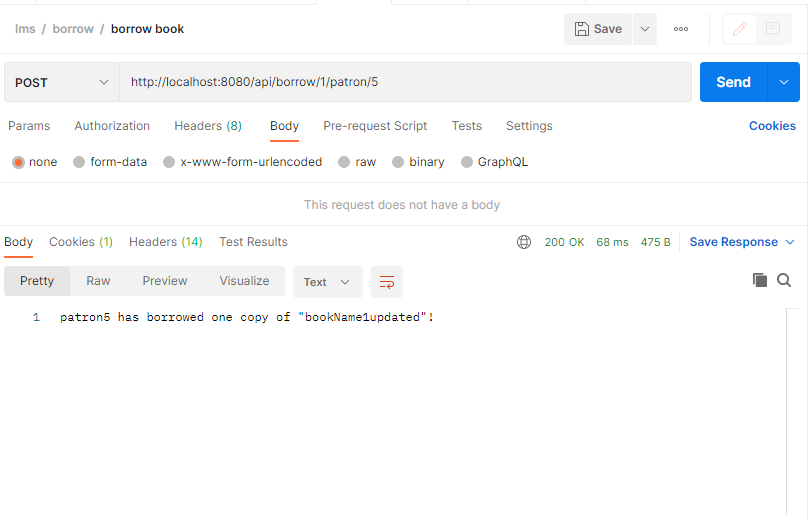 lms / borrow / borrow book
Save
POST
http://localhost:8080/api/borrow/1/patron/5
Send
Params Authorization Headers (8) Body Pre-request Script Tests Settings Cookies
none form-data x-www-form-urlencoded raw binary GraphQL
This request does not have a body
Body Cookies (1) Headers (14) Test Results 200 OK 68 ms 475 B Save Response
Pretty Raw Preview Visualize Text
1 patron5 has borrowed one copy of "bookName1updated"!